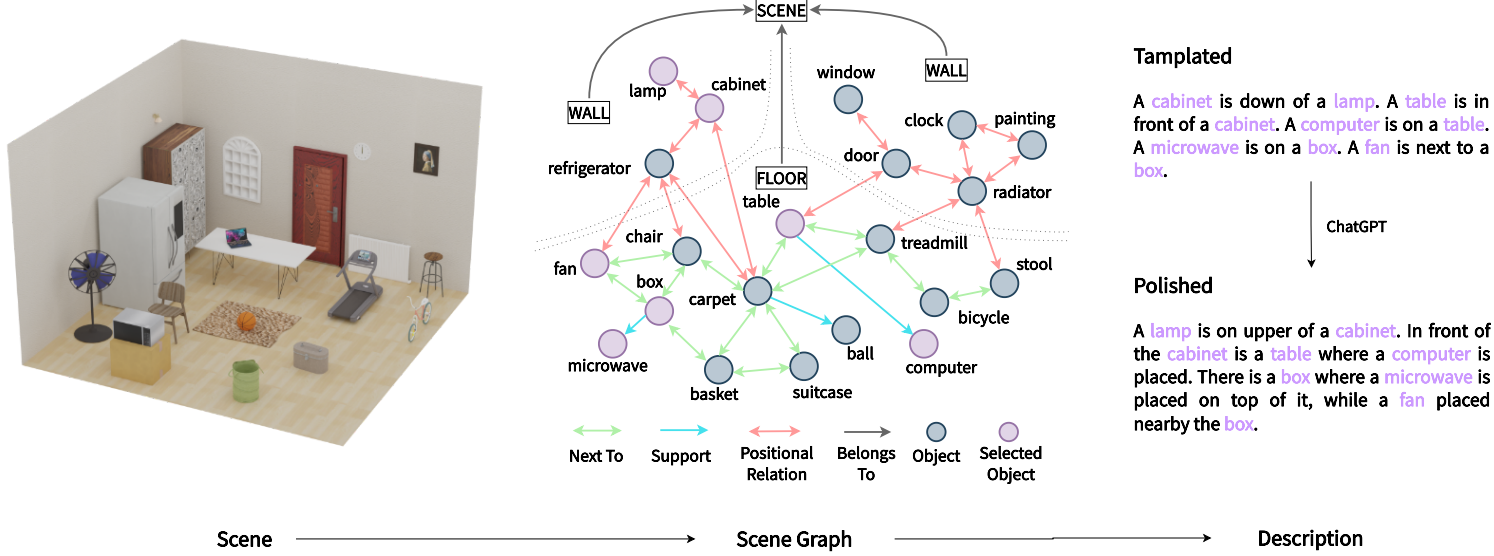 SCENE
WALL
WALL
FLOOR
lamp
cabinet
refrigerator
window
clock
painting
door
radiator
table
treadmill
stool
bicycle
chair
fan
box
carpet
microwave
ball
computer
basket
suitcase
Next To
Support
Positional
Relation
Belongs
To
Object
Selected
Object
Tamplated
A cabinet is down of a lamp. A table is in
front of a cabinet. A computer is on a table.
A microwave is on a box. A fan is next to a
box.
ChatGPT
Polished
A lamp is on upper of a cabinet. In front of
the cabinet is a table where a computer is
placed. There is a box where a microwave is
placed on top of it, while a fan placed
nearby the box.
Scene
Scene Graph
Description